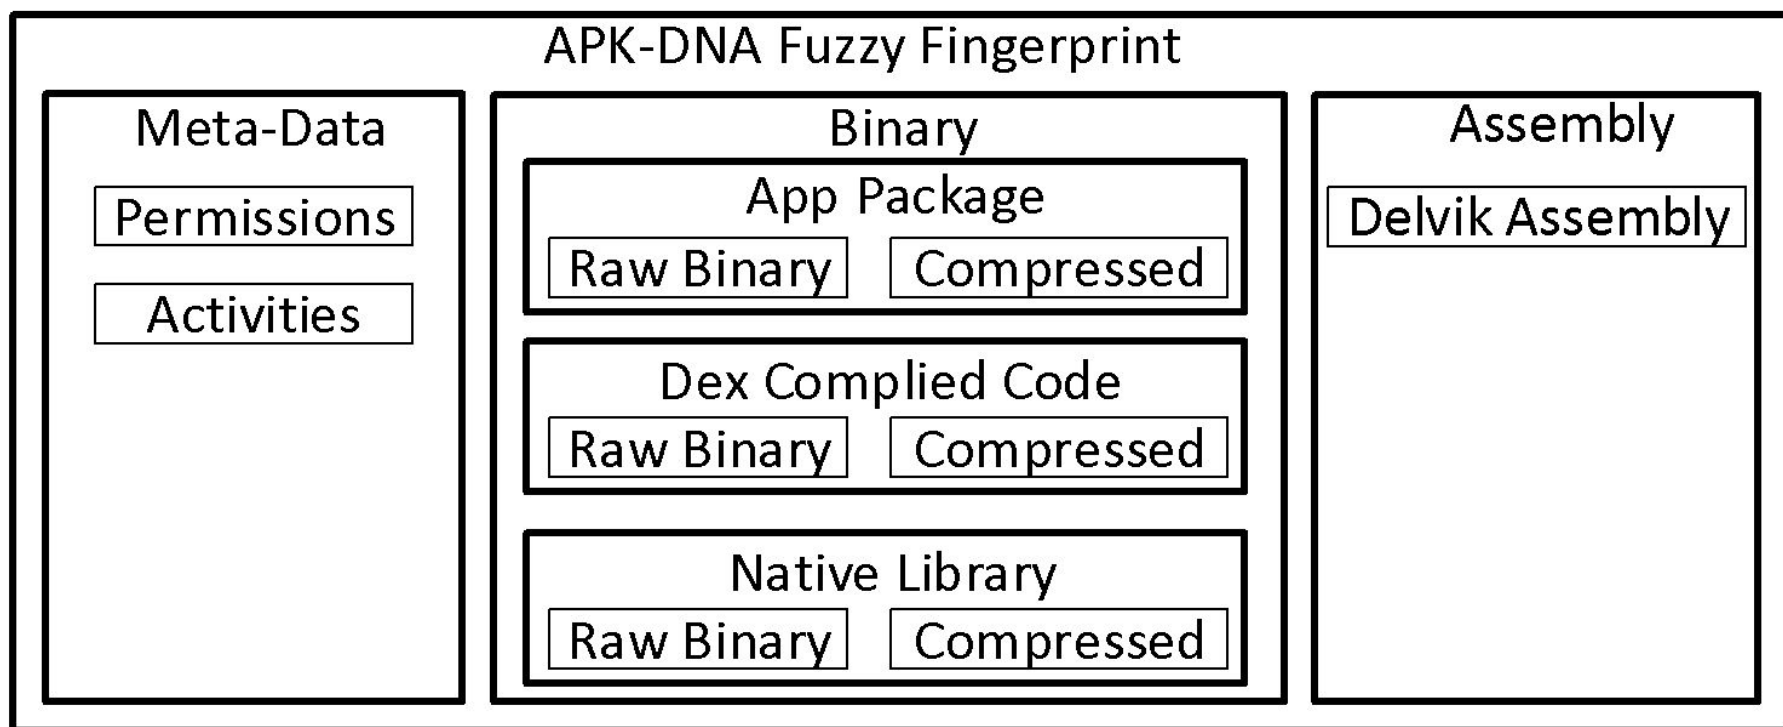 APK-DNA Fuzzy Fingerprint
Meta-Data
Permissions
Activities
Binary
App Package
Raw Binary
Compressed
Dex Complied Code
Raw Binary
Compressed
Native Library
Raw Binary
Compressed
Assembly
Delvik Assembly